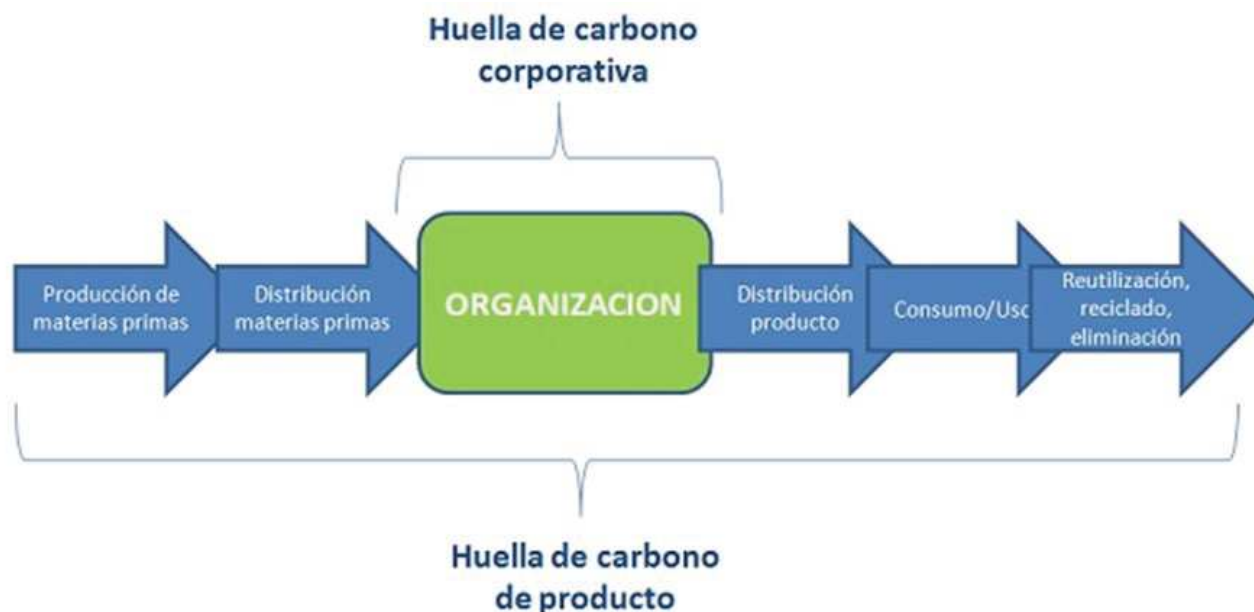 Huella de carbono
corporativa
Producción de
materias primas
Distribución
materias primas
ORGANIZACION
Distribución
producto
Consumo/Uso
Reutilización,
reciclado,
eliminación
Huella de carbono
de producto